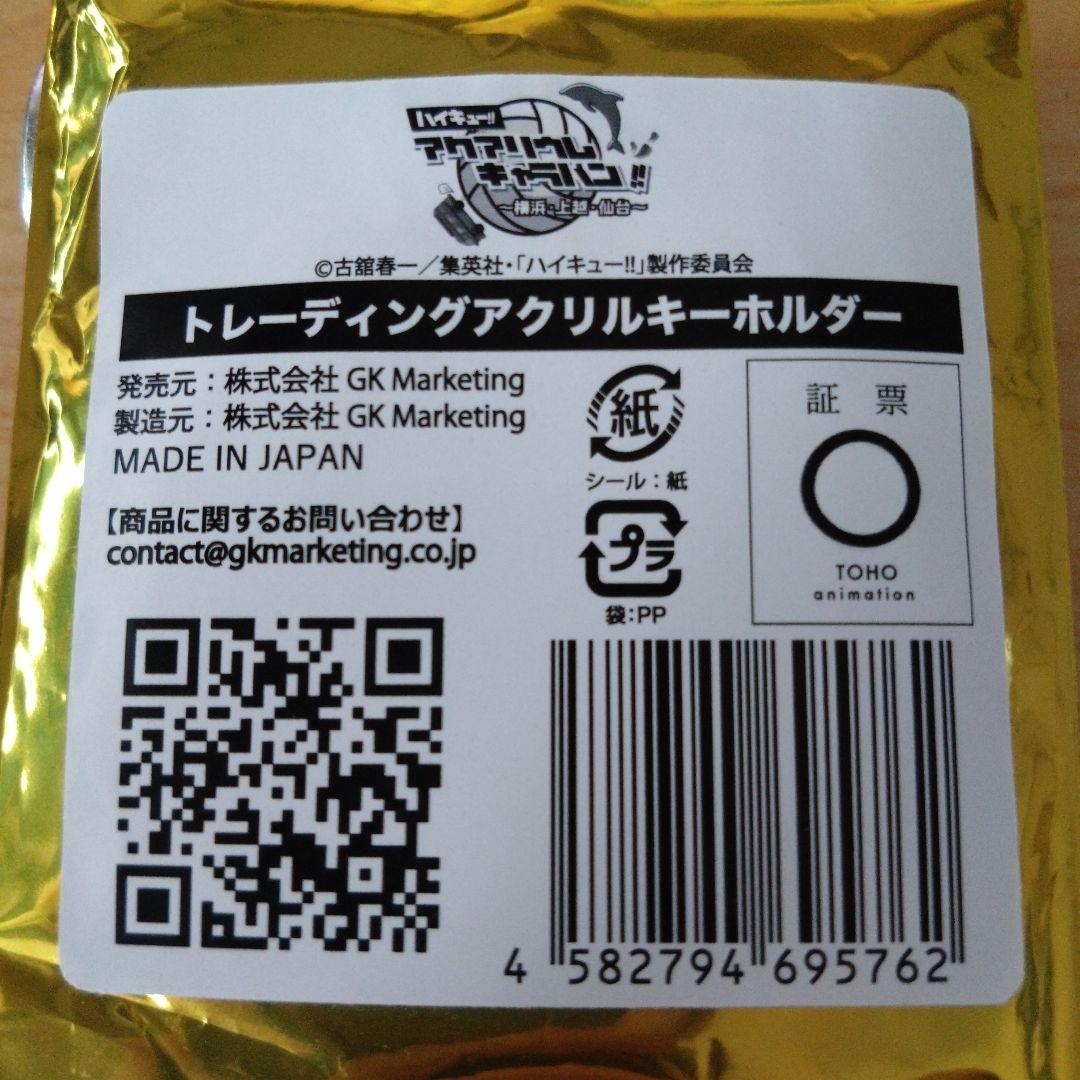 ハイキュー!!
アクアリウム
キャラバン!!
〜横浜・上越・仙台〜
©古舘春一／集英社・「ハイキュー!!」製作委員会
トレーディングアクリルキーホルダー
発売元：株式会社 GK Marketing
製造元：株式会社 GK Marketing
MADE IN JAPAN
【商品に関するお問い合わせ】
contact@gkmarketing.co.jp
紙
シール：紙
プラ
袋：PP
証 票
TOHO
animation
4 582794 695762